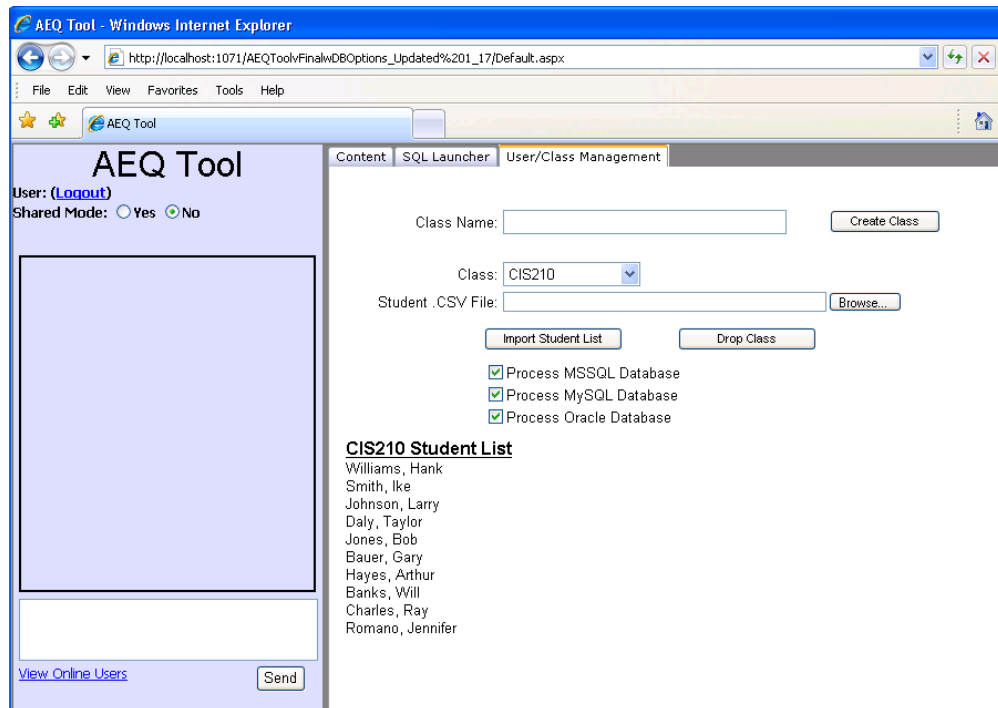 AEQ Tool - Windows Internet Explorer
http://localhost:1071/AEQToolvFinalwDBOptions_Updated%201_17/Default.aspx
File Edit View Favorites Tools Help
AEQ Tool
AEQ Tool
User: (Logout)
Shared Mode: Yes No
View Online Users
Send
Content SQL Launcher User/Class Management
Class Name: Create Class
Class: CIS210
Student .CSV File: Browse...
Import Student List Drop Class
Process MSSQL Database
Process MySQL Database
Process Oracle Database
CIS210 Student List
Williams, Hank
Smith, Ike
Johnson, Larry
Daly, Taylor
Jones, Bob
Bauer, Gary
Hayes, Arthur
Banks, Will
Charles, Ray
Romano, Jennifer